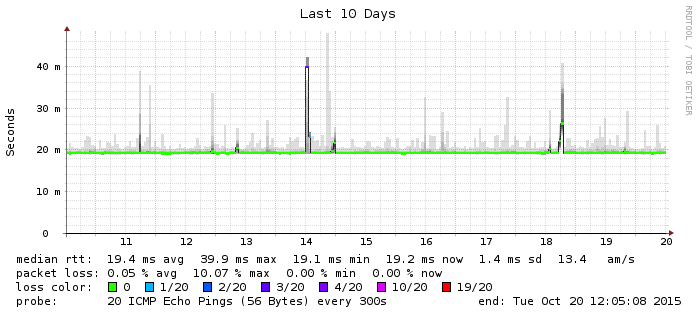 Last 10 Days
RRDTOOL / TOBI OETIKER
Seconds
40 m
30 m
20 m
10 m
0
11 12 13 14 15 16 17 18 19 20
median rtt: 19.4 ms avg 39.9 ms max 19.1 ms min 19.2 ms now 1.4 ms sd 13.4 am/s
packet loss: 0.05 % avg 10.07 % max 0.00 % min 0.00 % now
loss color: 0 1/20 2/20 3/20 4/20 10/20 19/20
probe: 20 ICMP Echo Pings (56 Bytes) every 300s end: Tue Oct 20 12:05:08 2015